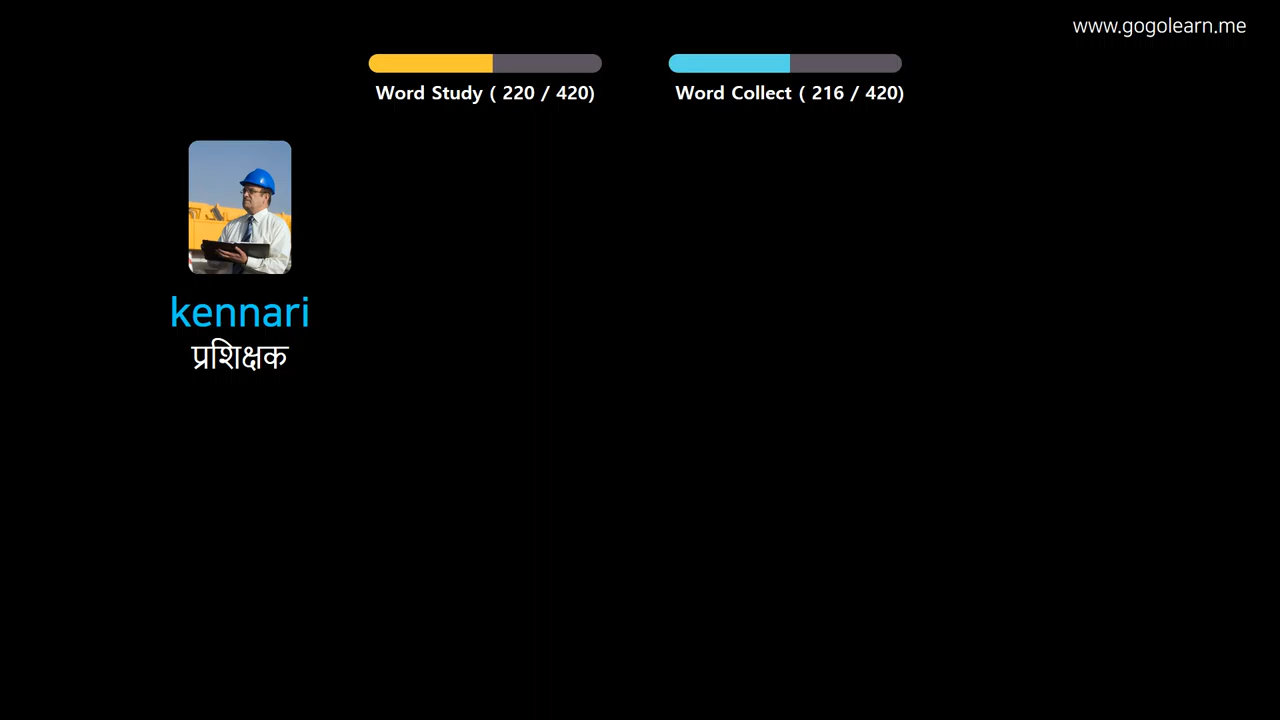 www.gogolearn.me
Word Study ( 220 / 420)
Word Collect ( 216 / 420)
kennari
प्रशिक्षक